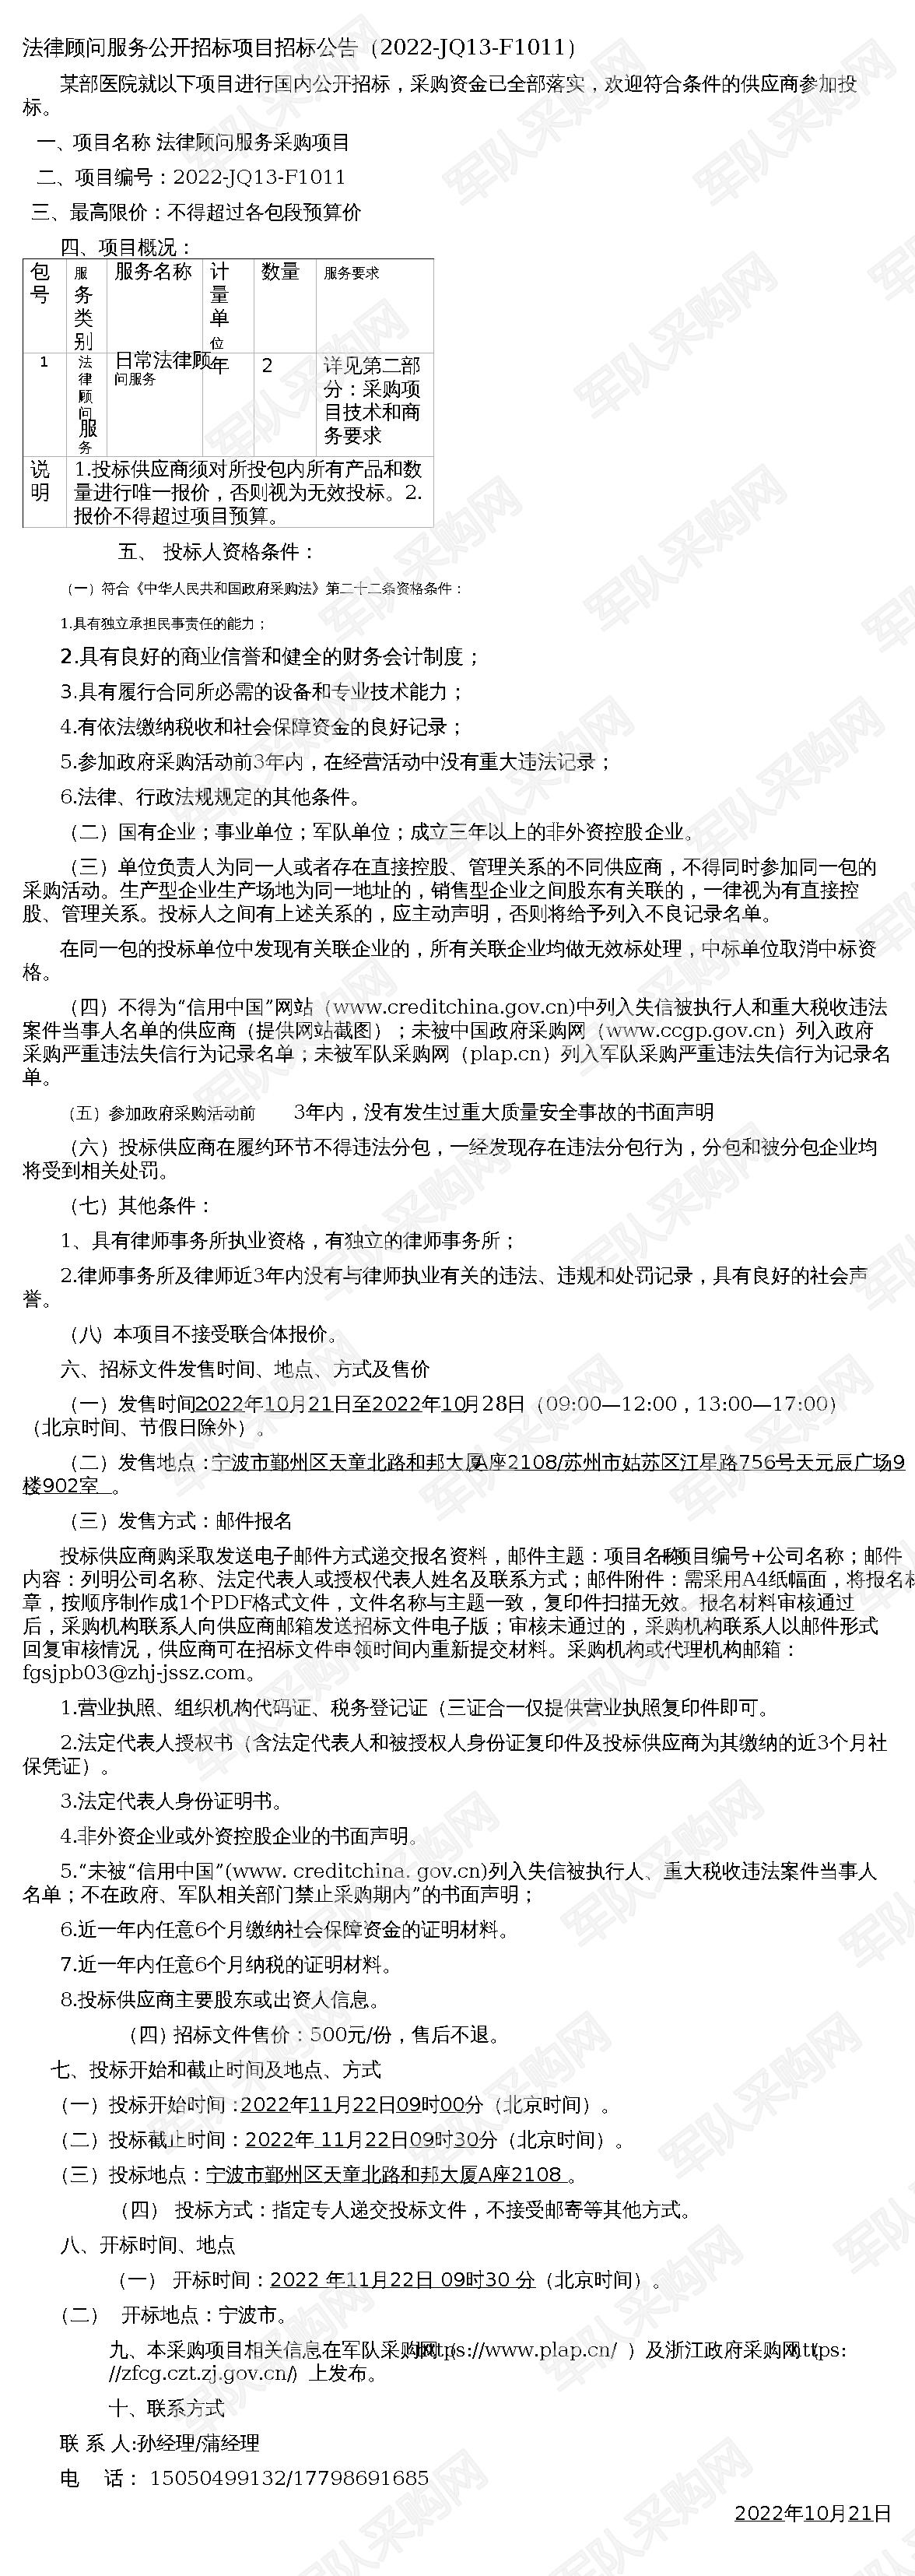 法律顾问服务公开招标项目招标公告（2022-JQ13-F1011）
某部医院就以下项目进行国内公开招标，采购资金已全部落实，欢迎符合条件的供应商参加投
标。
一、项目名称 法律顾问服务采购项目
二、项目编号：2022-JQ13-F1011
三、最高限价：不得超过各包段预算价
四、项目概况：
包号 服务类别 服务名称 计量单位 数量 服务要求
1 法律顾问服务 日常法律顾问服务 年 2 详见第二部分：采购项目技术和商务要求
说明 1.投标供应商须对所投包内所有产品和数
量进行唯一报价，否则视为无效投标。2.
报价不得超过项目预算。
五、 投标人资格条件：
（一）符合《中华人民共和国政府采购法》第二十二条资格条件：
1.具有独立承担民事责任的能力；
2.具有良好的商业信誉和健全的财务会计制度；
3.具有履行合同所必需的设备和专业技术能力；
4.有依法缴纳税收和社会保障资金的良好记录；
5.参加政府采购活动前3年内，在经营活动中没有重大违法记录；
6.法律、行政法规规定的其他条件。
（二）国有企业；事业单位；军队单位；成立三年以上的非外资控股企业。
（三）单位负责人为同一人或者存在直接控股、管理关系的不同供应商，不得同时参加同一包的
采购活动。生产型企业生产场地为同一地址的，销售型企业之间股东有关联的，一律视为有直接控
股、管理关系。投标人之间有上述关系的，应主动声明，否则将给予列入不良记录名单。
在同一包的投标单位中发现有关联企业的，所有关联企业均做无效标处理，中标单位取消中标资
格。
（四）不得为“信用中国”网站（www.creditchina.gov.cn)中列入失信被执行人和重大税收违法
案件当事人名单的供应商（提供网站截图）；未被中国政府采购网（www.ccgp.gov.cn）列入政府
采购严重违法失信行为记录名单；未被军队采购网（plap.cn）列入军队采购严重违法失信行为记录名
单。
（五）参加政府采购活动前 3年内，没有发生过重大质量安全事故的书面声明
（六）投标供应商在履约环节不得违法分包，一经发现存在违法分包行为，分包和被分包企业均
将受到相关处罚。
（七）其他条件：
1、具有律师事务所执业资格，有独立的律师事务所；
2.律师事务所及律师近3年内没有与律师执业有关的违法、违规和处罚记录，具有良好的社会声
誉。
（八）本项目不接受联合体报价。
六、招标文件发售时间、地点、方式及售价
（一）发售时间：2022年10月21日至2022年10月28日（09:00—12:00，13:00—17:00）
（北京时间、节假日除外）。
（二）发售地点：宁波市鄞州区天童北路和邦大厦A座2108/苏州市姑苏区江星路756号天元辰广场9
楼902室 。
（三）发售方式：邮件报名
投标供应商购采取发送电子邮件方式递交报名资料，邮件主题：项目名称+项目编号+公司名称；邮件
内容：列明公司名称、法定代表人或授权代表人姓名及联系方式；邮件附件：需采用A4纸幅面，将报名材
章，按顺序制作成1个PDF格式文件，文件名称与主题一致，复印件扫描无效。报名材料审核通过
后，采购机构联系人向供应商邮箱发送招标文件电子版；审核未通过的，采购机构联系人以邮件形式
回复审核情况，供应商可在招标文件申领时间内重新提交材料。采购机构或代理机构邮箱：
fgsjpb03@zhj-jssz.com。
1.营业执照、组织机构代码证、税务登记证（三证合一仅提供营业执照复印件即可。
2.法定代表人授权书（含法定代表人和被授权人身份证复印件及投标供应商为其缴纳的近3个月社
保凭证）。
3.法定代表人身份证明书。
4.非外资企业或外资控股企业的书面声明。
5.“未被“信用中国”(www. creditchina. gov.cn)列入失信被执行人、重大税收违法案件当事人
名单；不在政府、军队相关部门禁止采购期内”的书面声明；
6.近一年内任意6个月缴纳社会保障资金的证明材料。
7.近一年内任意6个月纳税的证明材料。
8.投标供应商主要股东或出资人信息。
（四）招标文件售价：500元/份，售后不退。
七、投标开始和截止时间及地点、方式
（一）投标开始时间：2022年11月22日09时00分（北京时间）。
（二）投标截止时间：2022年 11月22日09时30分（北京时间）。
（三）投标地点：宁波市鄞州区天童北路和邦大厦A座2108 。
（四） 投标方式：指定专人递交投标文件，不接受邮寄等其他方式。
八、开标时间、地点
（一） 开标时间：2022 年11月22日 09时30 分（北京时间）。
（二） 开标地点：宁波市。
九、本采购项目相关信息在军队采购网（https://www.plap.cn/ ）及浙江政府采购网（https:
//zfcg.czt.zj.gov.cn/）上发布。
十、联系方式
联 系 人:孙经理/蒲经理
电 话： 15050499132/17798691685
2022年10月21日